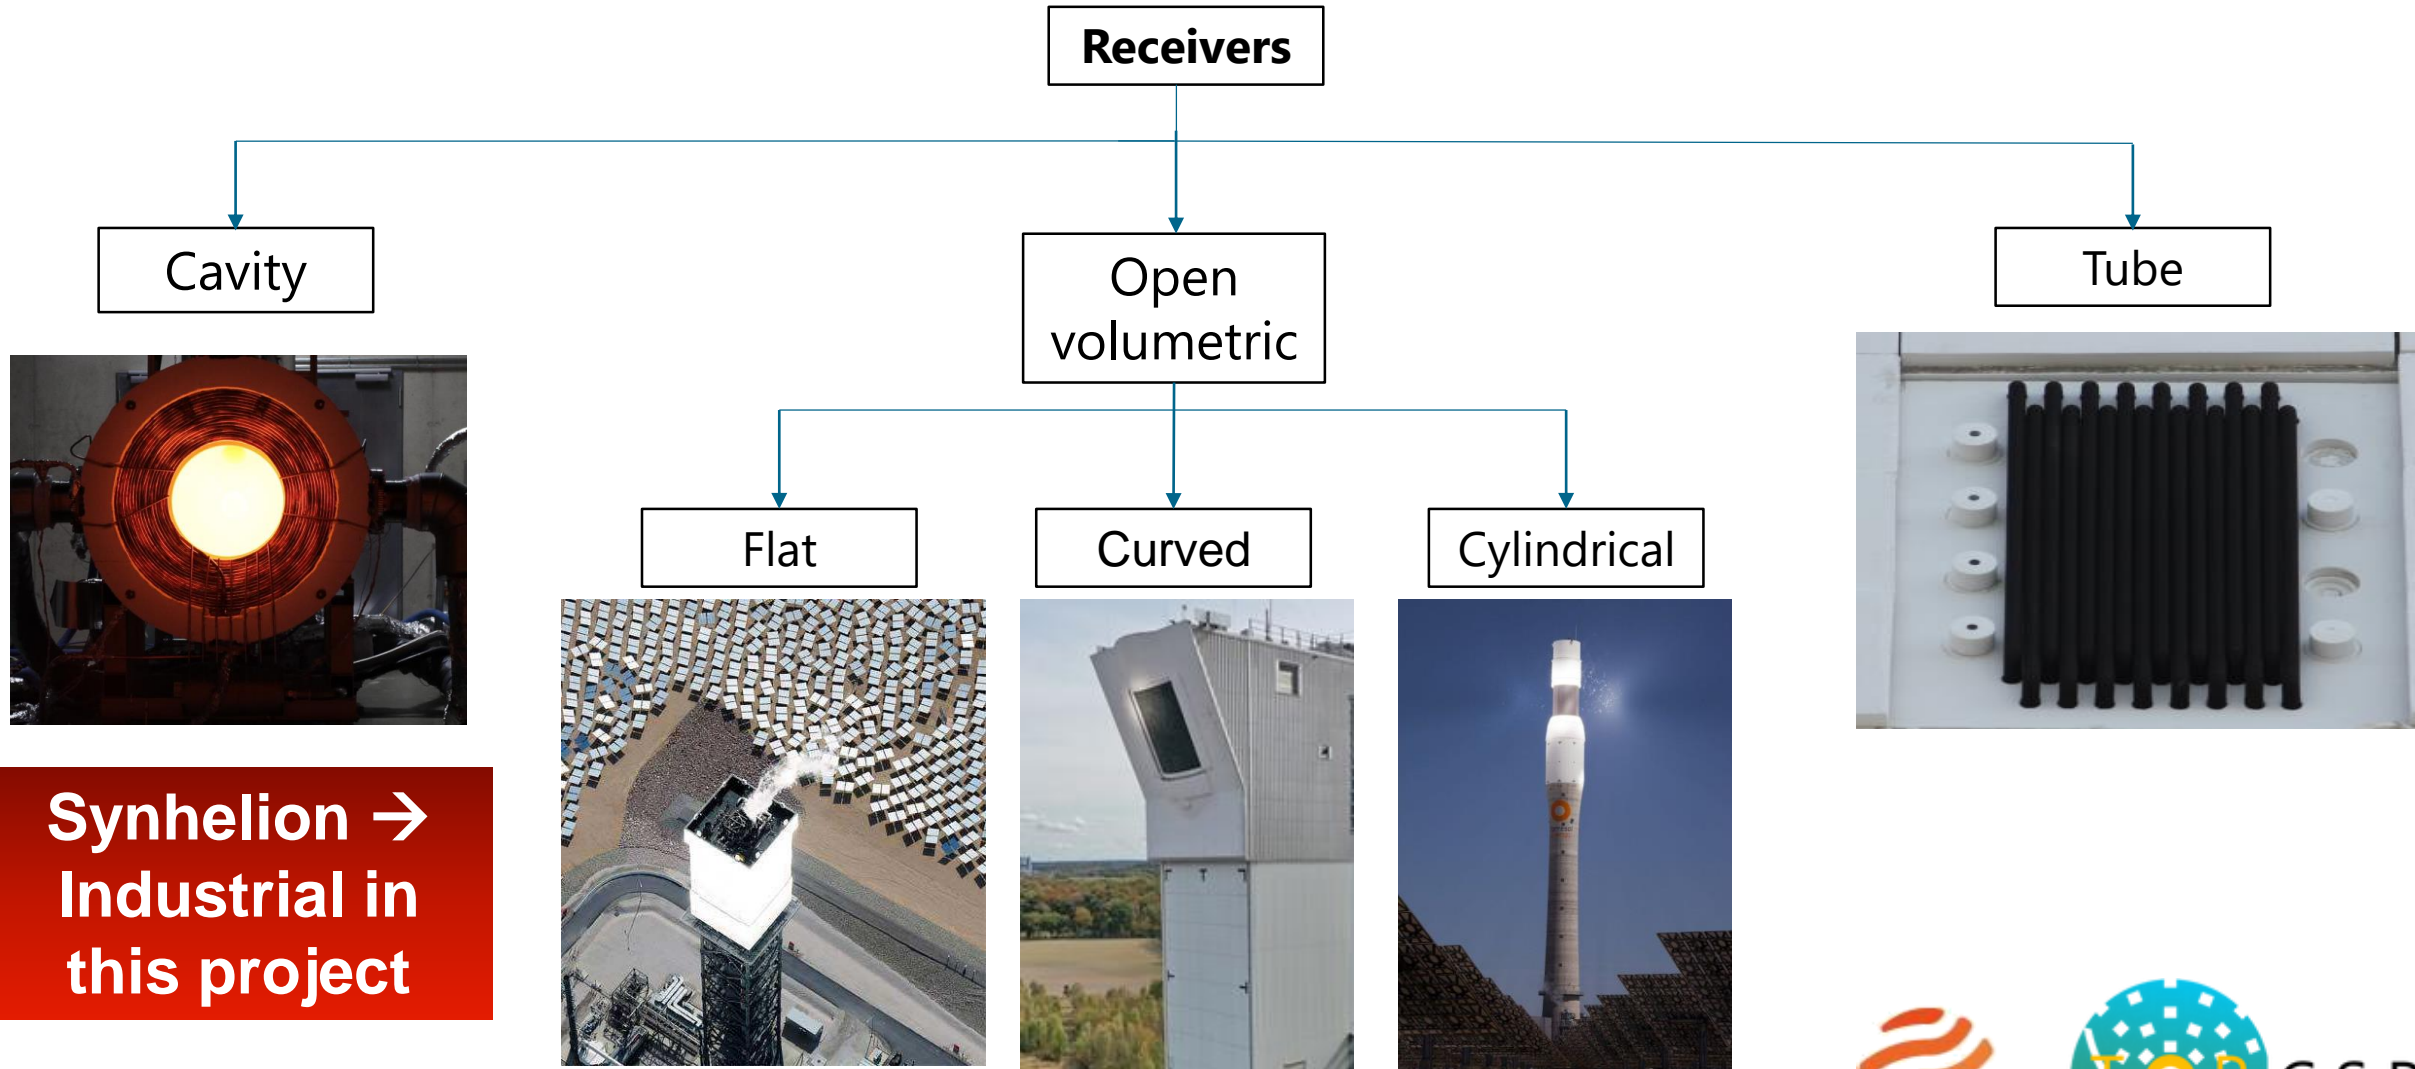 Receivers
Cavity
Open
volumetric
Tube
Flat
Curved
Cylindrical
Synhelion →
Industrial in
this project